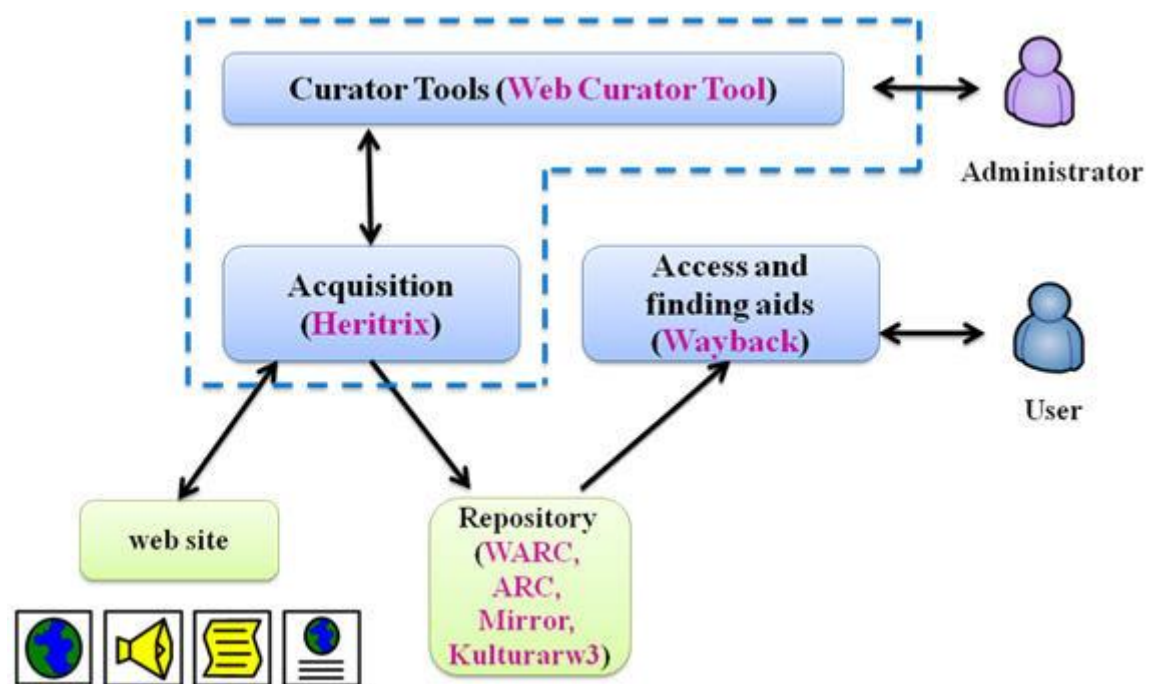 Curator Tools (Web Curator Tool)
Administrator
Acquisition
(Heritrix)
Access and
finding aids
(Wayback)
User
web site
Repository
(WARC,
ARC,
Mirror,
Kulturarw3)